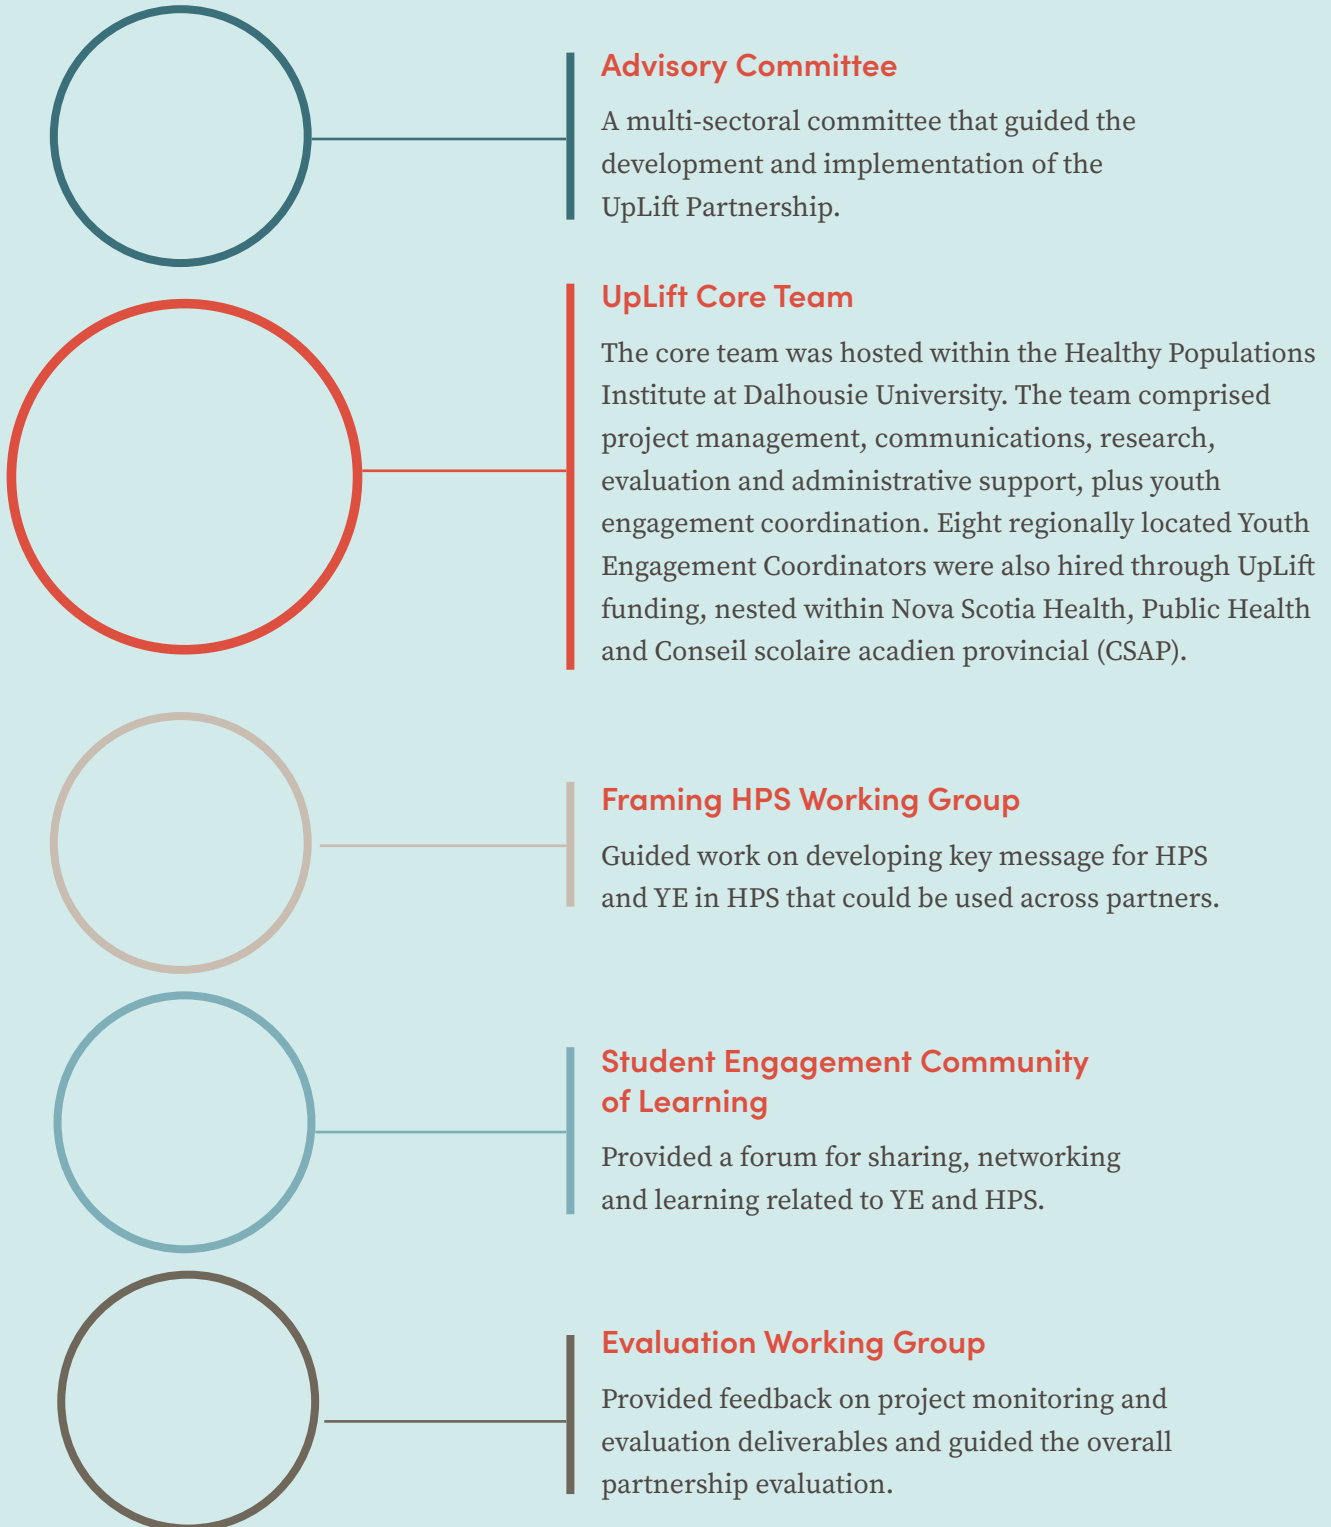 Advisory Committee
A multi-sectoral committee that guided the
development and implementation of the
UpLift Partnership.
UpLift Core Team
The core team was hosted within the Healthy Populations
Institute at Dalhousie University. The team comprised
project management, communications, research,
evaluation and administrative support, plus youth
engagement coordination. Eight regionally located Youth
Engagement Coordinators were also hired through UpLift
funding, nested within Nova Scotia Health, Public Health
and Conseil scolaire acadien provincial (CSAP).
Framing HPS Working Group
Guided work on developing key message for HPS
and YE in HPS that could be used across partners.
Student Engagement Community
of Learning
Provided a forum for sharing, networking
and learning related to YE and HPS.
Evaluation Working Group
Provided feedback on project monitoring and
evaluation deliverables and guided the overall
partnership evaluation.